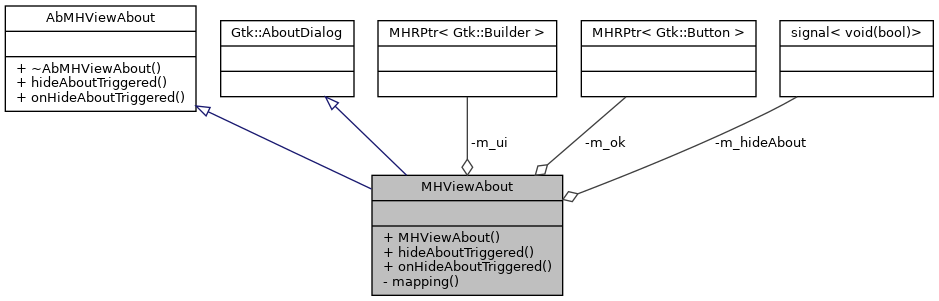 AbMHViewAbout
+ ~AbMHViewAbout()
+ hideAboutTriggered()
+ onHideAboutTriggered()
Gtk::AboutDialog
MHRPtr< Gtk::Builder >
MHRPtr< Gtk::Button >
signal< void(bool)>
-m_ui
-m_ok
-m_hideAbout
MHViewAbout
+ MHViewAbout()
+ hideAboutTriggered()
+ onHideAboutTriggered()
- mapping()